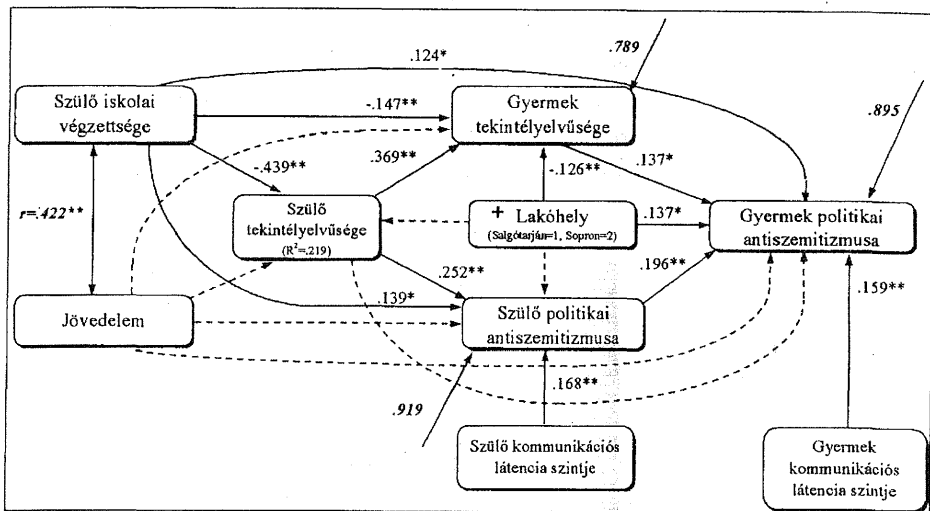 .789
.124*
Szülő iskolai
végzettsége
-.147**
Gyermek
tekintélyelvűsége
.895
-.439**
.369**
-.126**
.137*
r=.422**
Szülő
tekintélyelvűsége
(R²=.219)
+ Lakóhely
(Salgótarján=1, Sopron=2)
.137*
Gyermek politikai
antiszemitizmusa
.252**
.196**
.139*
.159**
Jövedelem
Szülő politikai
antiszemitizmusa
.168**
.919
Szülő kommunikációs
látencia szintje
Gyermek
kommunikációs
látencia szintje